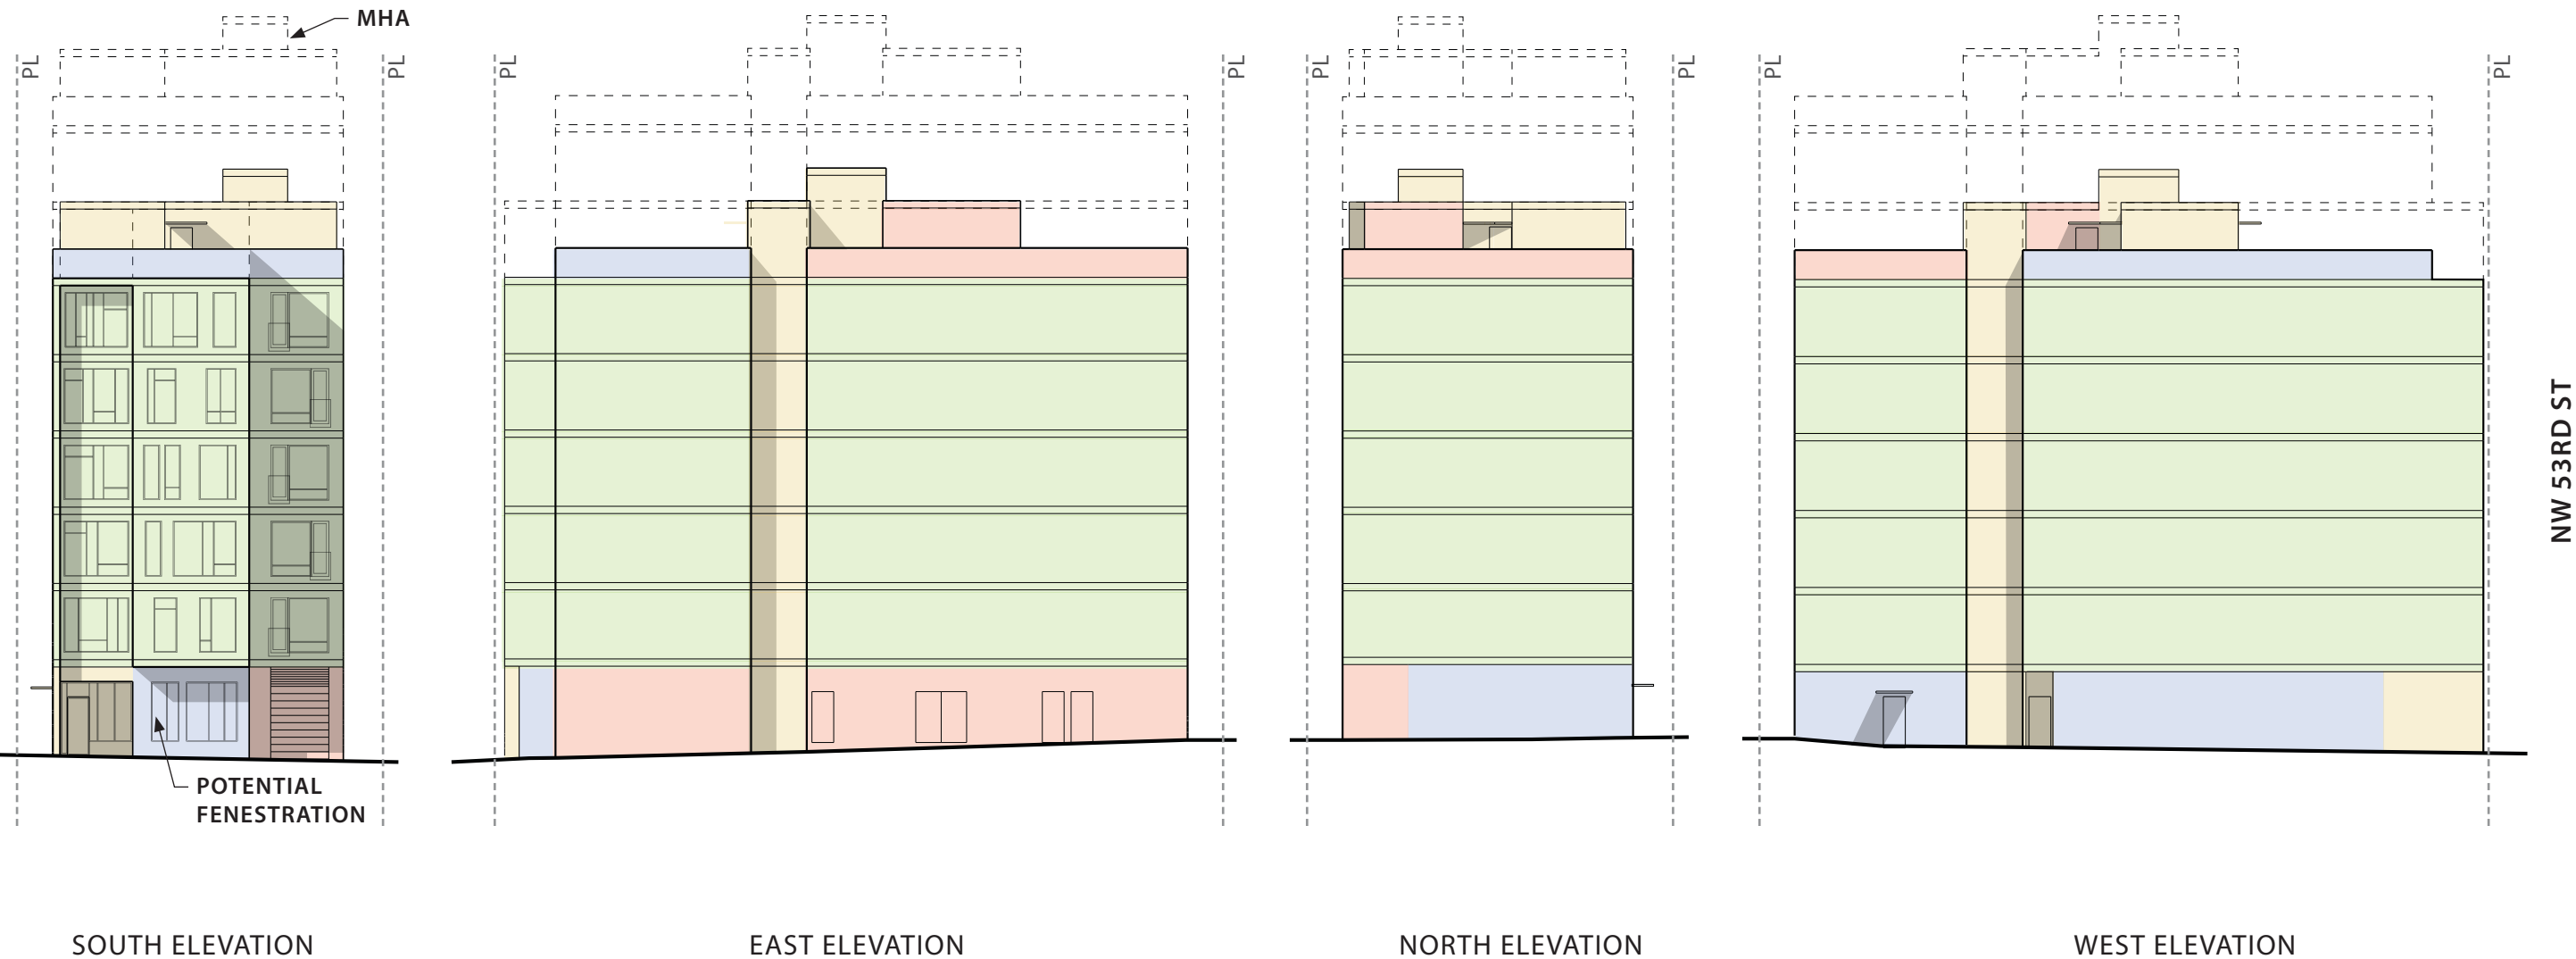 MHA
PL
PL
PL
PL
PL
PL
PL
PL
NW 53RD ST
POTENTIAL
FENESTRATION
SOUTH ELEVATION
EAST ELEVATION
NORTH ELEVATION
WEST ELEVATION